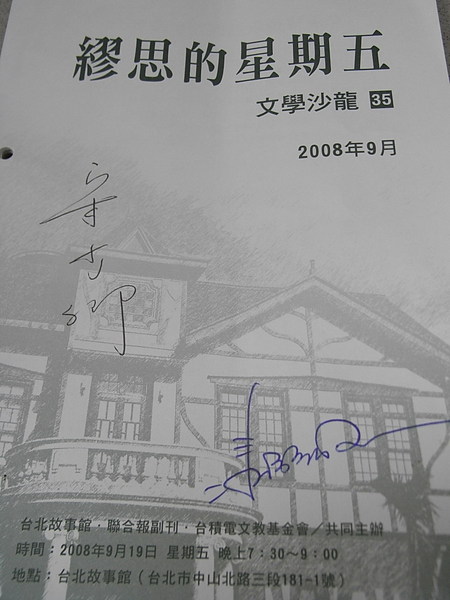 繆思的星期五
文學沙龍 35
2008年9月
台北故事館‧聯合報副刊‧台積電文教基金會／共同主辦
時間：2008年9月19日 星期五 晚上7：30～9：00
地點：台北故事館（台北市中山北路三段181-1號）